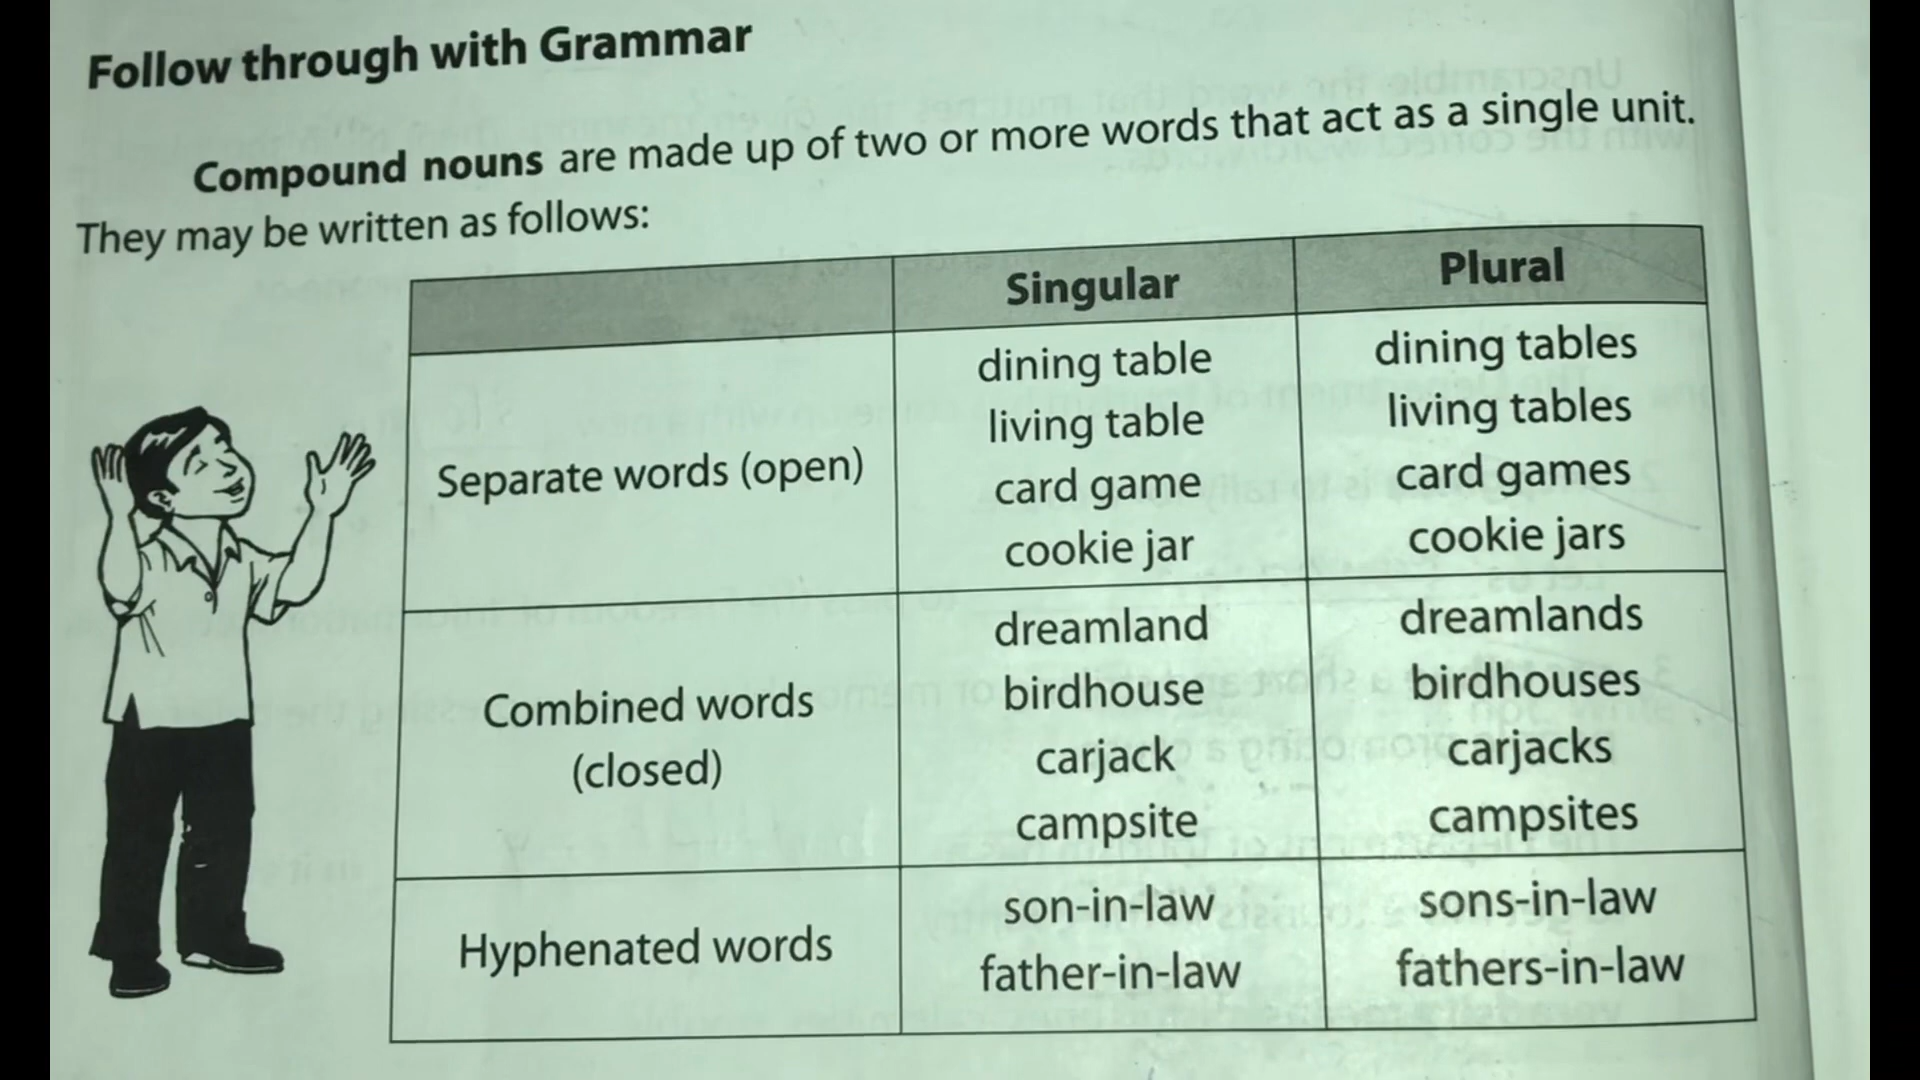 Follow through with Grammar
Compound nouns are made up of two or more words that act as a single unit.
They may be written as follows:
Singular Plural
dining table dining tables
living table living tables
Separate words (open) card game card games
cookie jar cookie jars
dreamland dreamlands
birdhouse birdhouses
Combined words
(closed) carjack carjacks
campsite campsites
son-in-law sons-in-law
Hyphenated words
father-in-law fathers-in-law